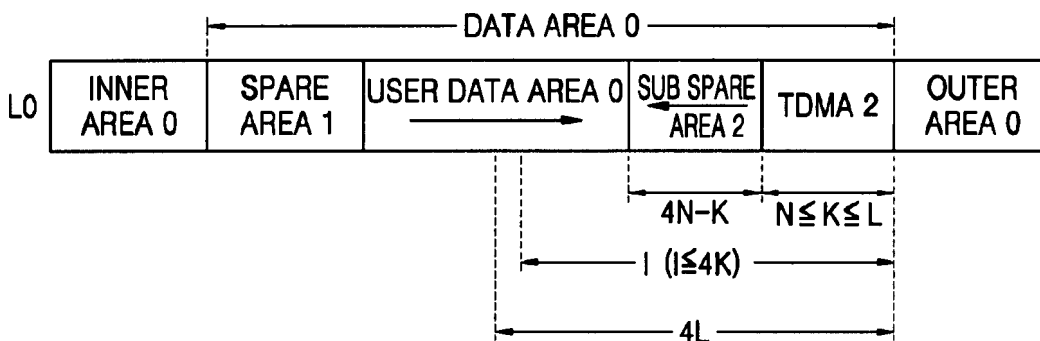 DATA AREA 0
L0
INNER AREA 0
SPARE AREA 1
USER DATA AREA 0
SUB SPARE AREA 2
TDMA 2
OUTER AREA 0
4N-K
N≦K≦L
I (I≦4K)
4L